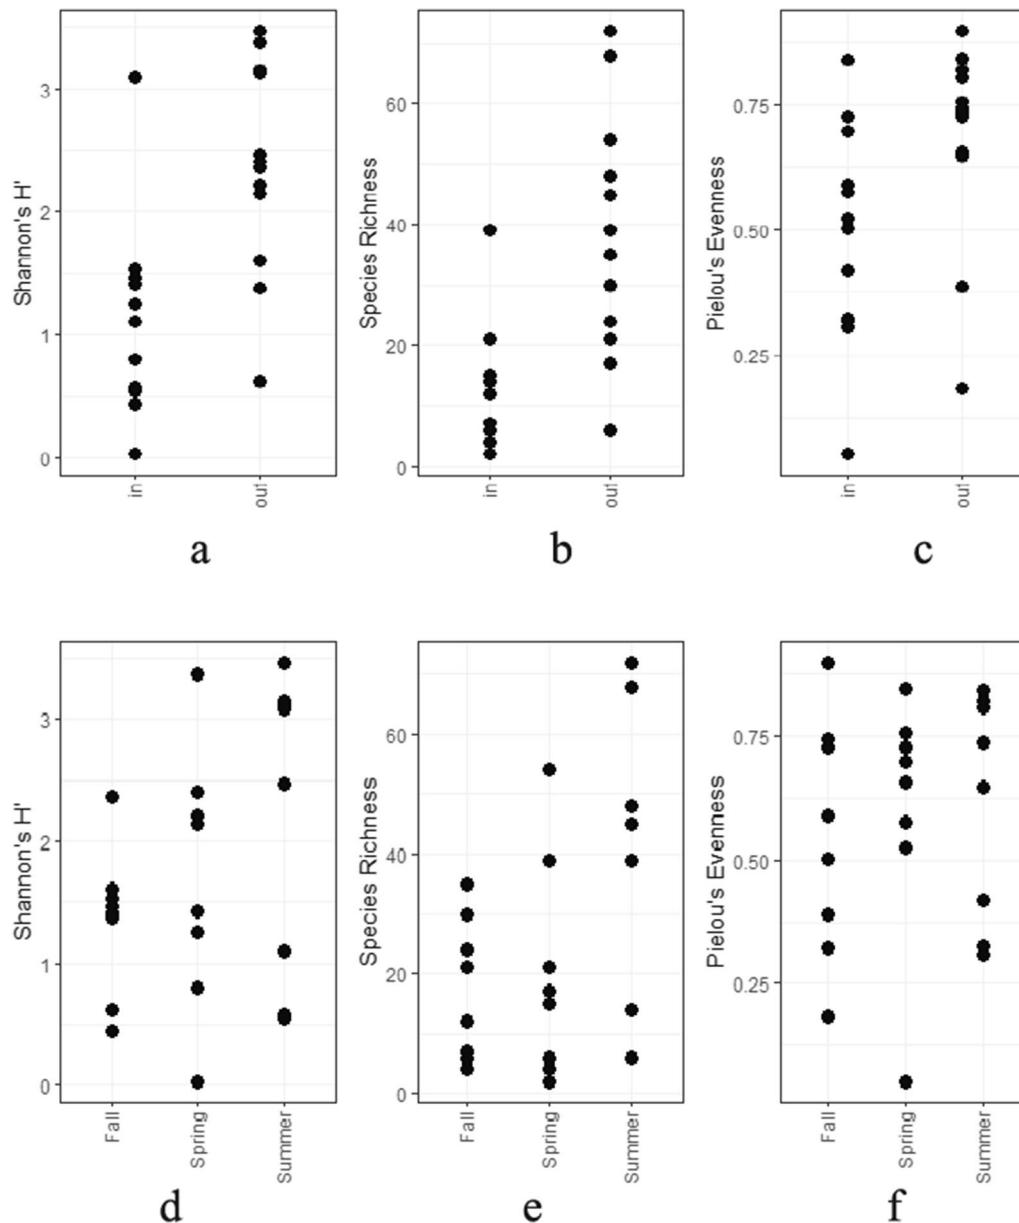 Shannon's H'
3
2
1
0
in
out
a
Species Richness
60
40
20
0
in
out
b
Pielou's Evenness
0.75
0.50
0.25
in
out
c
Shannon's H'
3
2
1
0
Fall
Spring
Summer
d
Species Richness
60
40
20
0
Fall
Spring
Summer
e
Pielou's Evenness
0.75
0.50
0.25
Fall
Spring
Summer
f